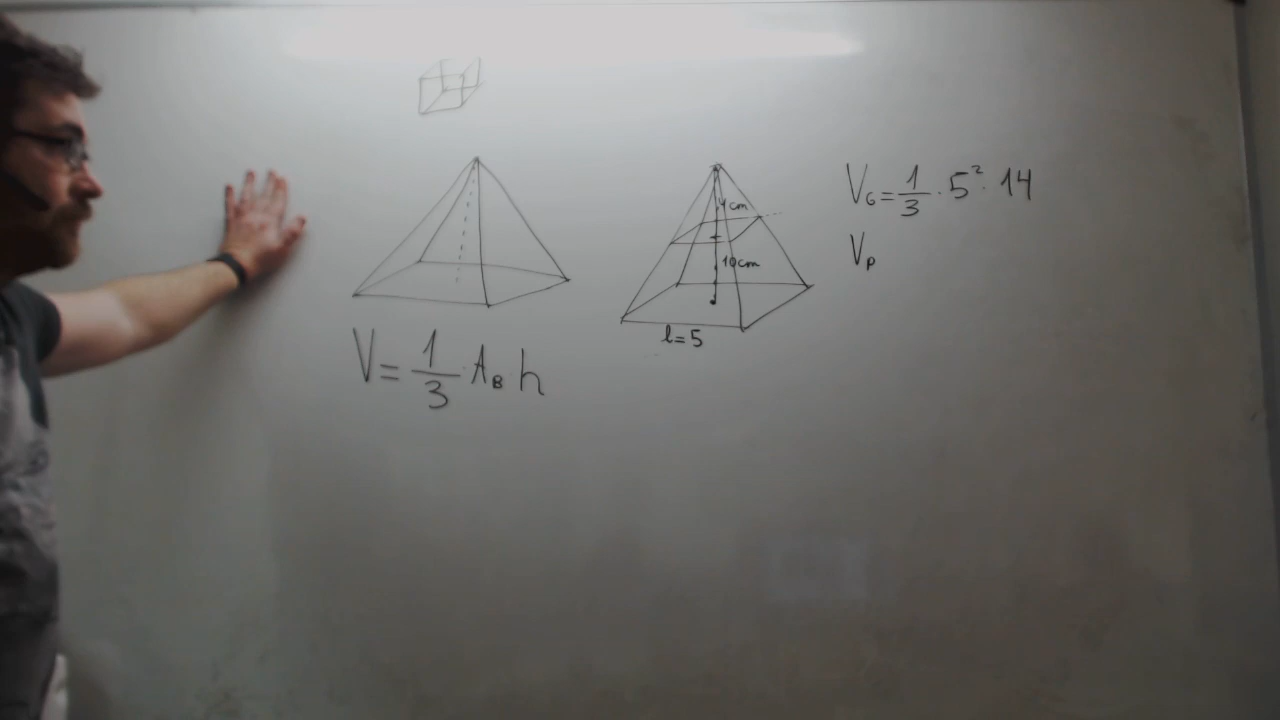 V = 1/3 A_B h
4cm
10cm
l=5
V_G = 1/3 · 5² · 14
V_P